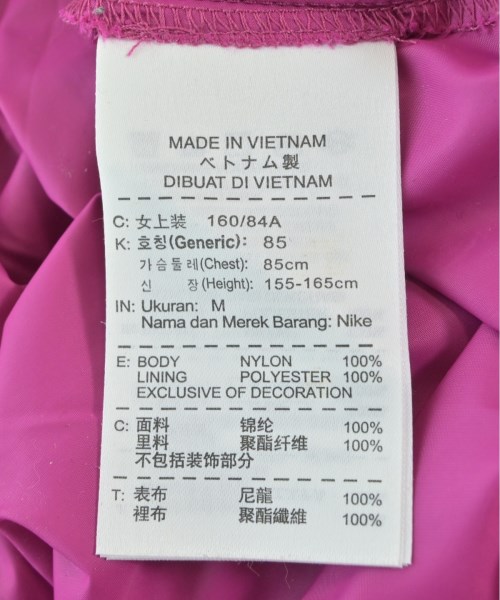 MADE IN VIETNAM
ベトナム製
DIBUAT DI VIETNAM
C: 女上装 160/84A
K: 호칭(Generic): 85
가슴둘레(Chest): 85cm
신 장(Height): 155-165cm
IN: Ukuran: M
Nama dan Merek Barang: Nike
E: BODY NYLON 100%
LINING POLYESTER 100%
EXCLUSIVE OF DECORATION
C: 面料 锦纶 100%
里料 聚酯纤维 100%
不包括装饰部分
T: 表布 尼龍 100%
裡布 聚酯纖維 100%